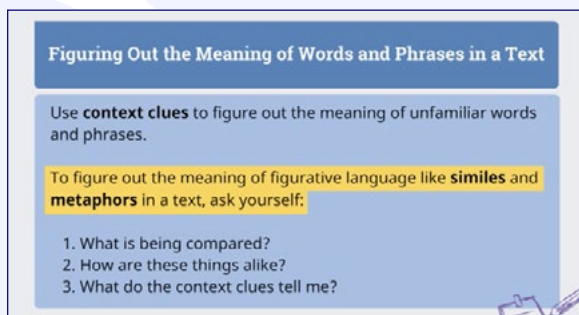 Figuring Out the Meaning of Words and Phrases in a Text
Use context clues to figure out the meaning of unfamiliar words
and phrases.
To figure out the meaning of figurative language like similes and
metaphors in a text, ask yourself:
1. What is being compared?
2. How are these things alike?
3. What do the context clues tell me?